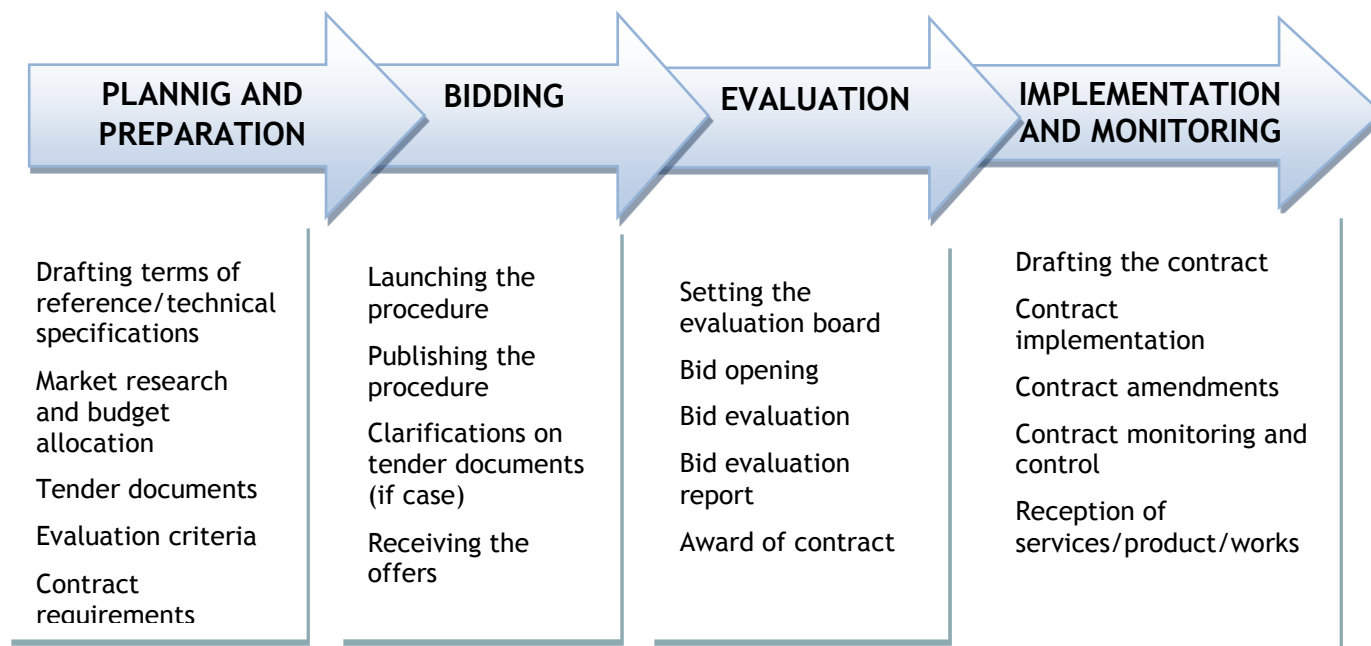 PLANNIG AND
PREPARATION
BIDDING
EVALUATION
IMPLEMENTATION
AND MONITORING
Drafting terms of
reference/technical
specifications
Market research
and budget
allocation
Tender documents
Evaluation criteria
Contract
requirements
Launching the
procedure
Publishing the
procedure
Clarifications on
tender documents
(if case)
Receiving the
offers
Setting the
evaluation board
Bid opening
Bid evaluation
Bid evaluation
report
Award of contract
Drafting the contract
Contract
implementation
Contract amendments
Contract monitoring and
control
Reception of
services/product/works